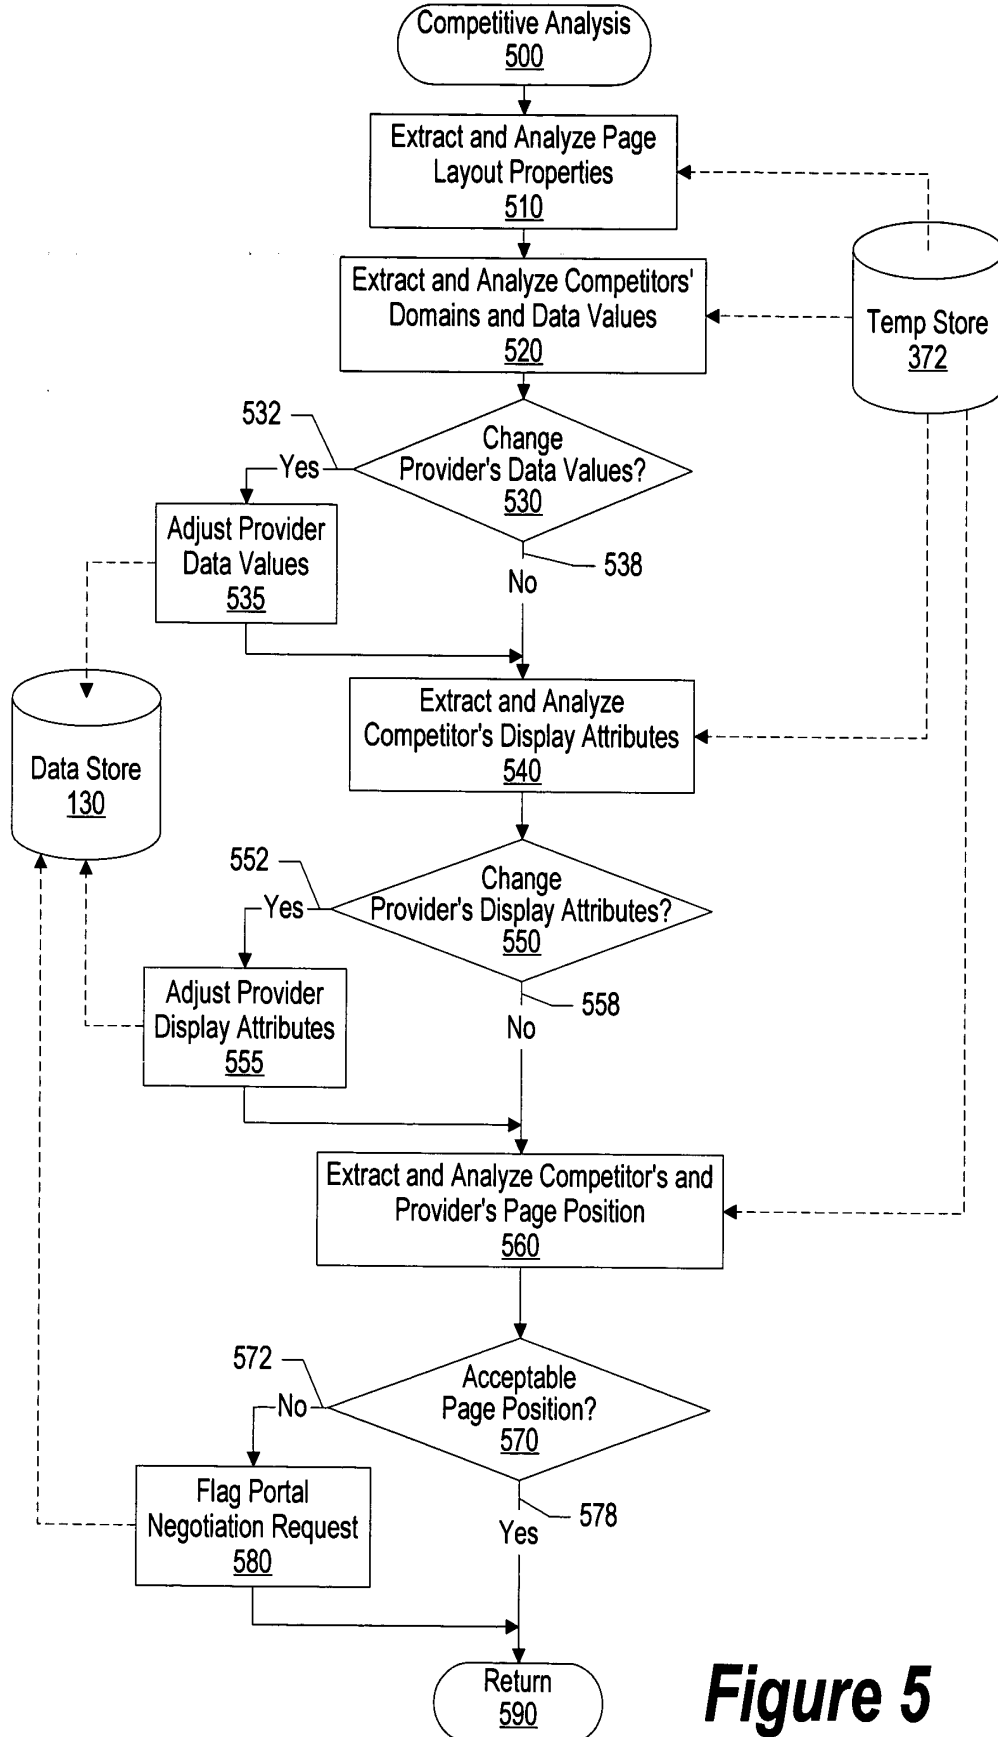 Competitive Analysis
500
Extract and Analyze Page
Layout Properties
510
Extract and Analyze Competitors'
Domains and Data Values
520
Temp Store
372
532
Change
Provider's Data Values?
530
Yes
538
No
Adjust Provider
Data Values
535
Extract and Analyze
Competitor's Display Attributes
540
Data Store
130
552
Change
Provider's Display Attributes?
550
Yes
558
No
Adjust Provider
Display Attributes
555
Extract and Analyze Competitor's and
Provider's Page Position
560
572
Acceptable
Page Position?
570
No
578
Yes
Flag Portal
Negotiation Request
580
Return
590
Figure 5